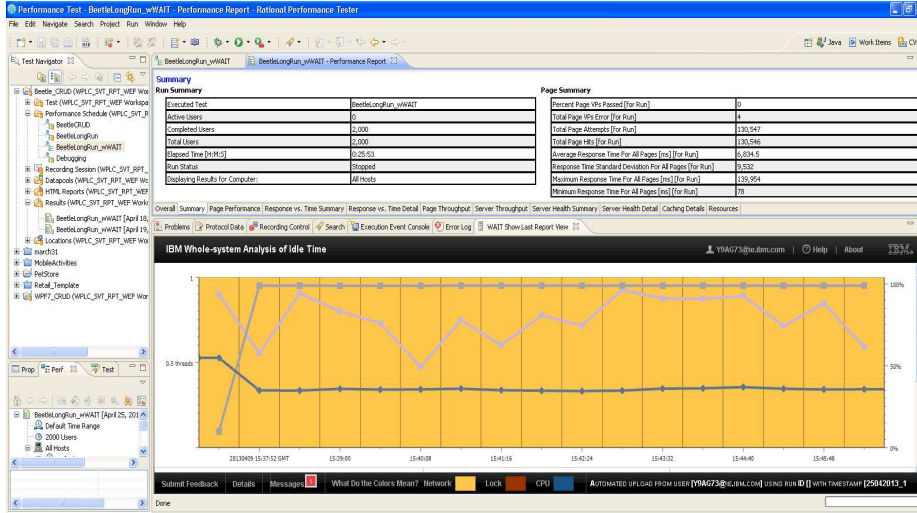 Performance Test - BeetleLongRun_wWAIT - Performance Report - Rational Performance Tester
File Edit Navigate Search Project Run Window Help
Java Work Items
Test Navigator
BeetleLongRun_wWAIT BeetleLongRun_wWAIT - Performance Report
Beetle_CRUD (WPLC_SVT_RPT_WEF Wor
Test (WPLC_SVT_RPT_WEF Workspa
Performance Schedule (WPLC_SVT_R
BeetleCRUD
BeetleLongRun
BeetleLongRun_wWAIT
Debugging
Recording Session (WPLC_SVT_RPT_
Datapools (WPLC_SVT_RPT_WEF Wo
HTML Reports (WPLC_SVT_RPT_WEF
Results (WPLC_SVT_RPT_WEF Works
BeetleLongRun_wWAIT [April 18,
BeetleLongRun_wWAIT [April 19,
Locations (WPLC_SVT_RPT_WEF Wo
march31
MobileActivities
PetStore
Retail_Template
WPF7_CRUD (WPLC_SVT_RPT_WEF Wor
Summary
Run Summary
Executed Test BeetleLongRun_wWAIT
Active Users 0
Completed Users 2,000
Total Users 2,000
Elapsed Time [H:M:S] 0:25:53
Run Status Stopped
Displaying Results for Computer: All Hosts
Page Summary
Percent Page VPs Passed [for Run] 0
Total Page VPs Error [for Run] 4
Total Page Attempts [for Run] 130,547
Total Page Hits [for Run] 130,546
Average Response Time For All Pages [ms] [for Run] 6,834.5
Response Time Standard Deviation For All Pages [for Run] 9,532
Maximum Response Time For All Pages [ms] [for Run] 139,954
Minimum Response Time For All Pages [ms] [for Run] 78
Overall Summary Page Performance Response vs. Time Summary Response vs. Time Detail Page Throughput Server Throughput Server Health Summary Server Health Detail Caching Details Resources
Problems Protocol Data Recording Control Search Execution Event Console Error Log WAIT Show Last Report View
IBM Whole-system Analysis of Idle Time
Y9AG73@ie.ibm.com | Help | About
IBM
1
0.5 threads
100%
50%
0%
20130409 15:37:52 GMT 15:39:00 15:40:08 15:41:16 15:42:24 15:43:32 15:44:40 15:45:48
Prop Perf Test
BeetleLongRun_wWAIT [April 25, 201
Default Time Range
2000 Users
All Hosts
Submit Feedback Details Messages 1 What Do the Colors Mean? Network Lock CPU AUTOMATED UPLOAD FROM USER [Y9AG73@IE.IBM.COM] USING RUN ID [] WITH TIMESTAMP [25042013_1
Done